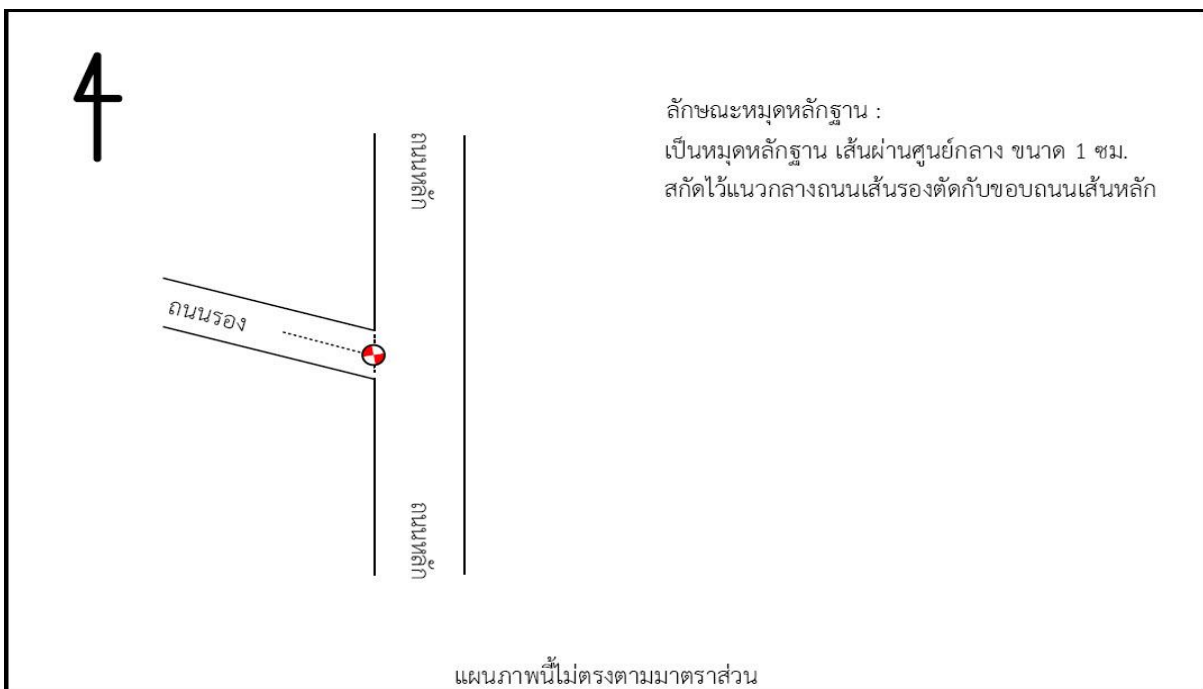 ลักษณะหมุดหลักฐาน :
เป็นหมุดหลักฐาน เส้นผ่านศูนย์กลาง ขนาด 1 ซม.
สกัดไว้แนวกลางถนนเส้นรองตัดกับขอบถนนเส้นหลัก
ถนนหลัก
ถนนรอง
ถนนหลัก
แผนภาพนี้ไม่ตรงตามมาตราส่วน